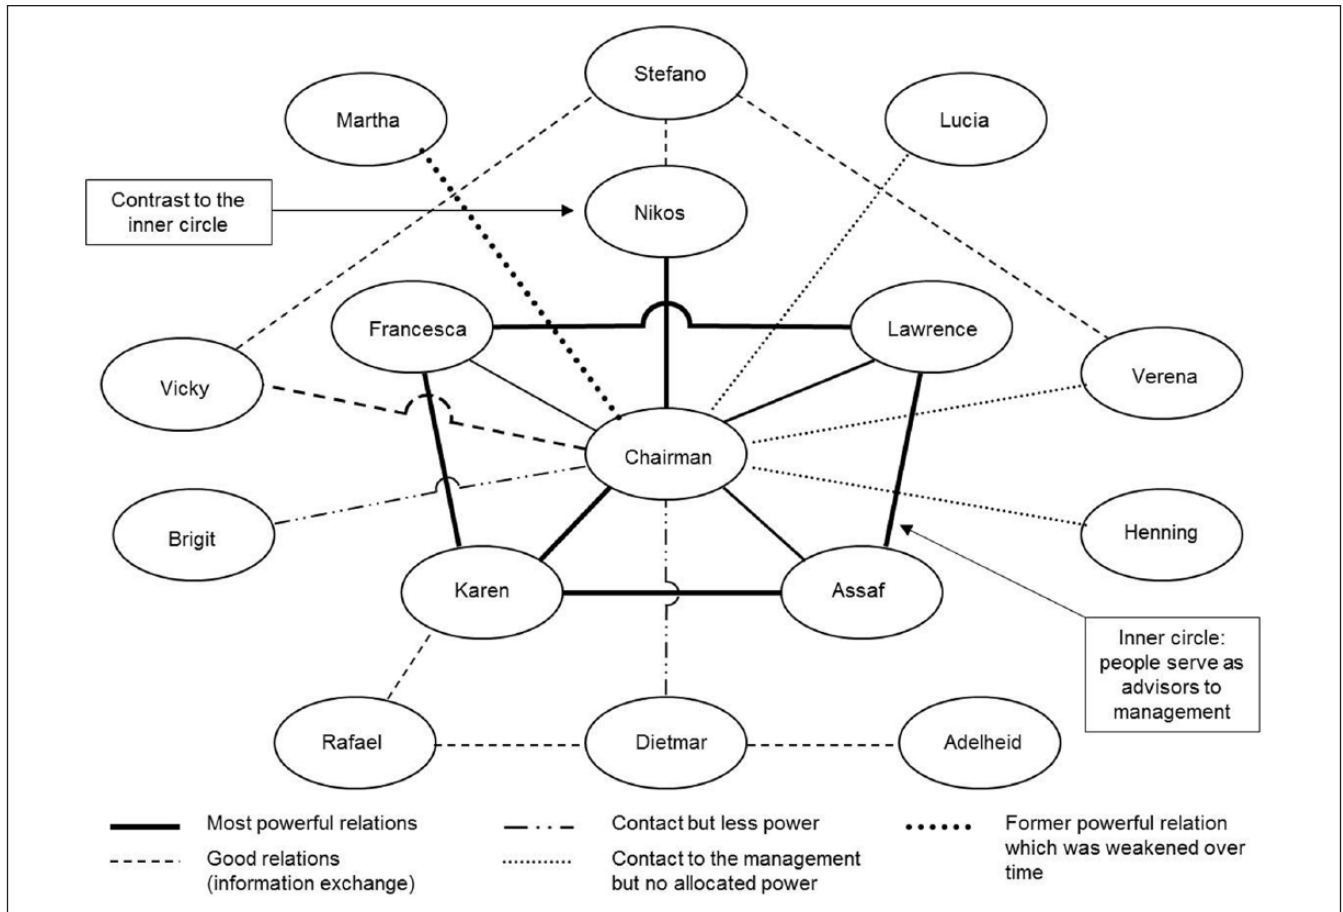 Stefano
Martha
Lucia
Contrast to the
inner circle
Nikos
Francesca
Lawrence
Vicky
Verena
Chairman
Brigit
Henning
Karen
Assaf
Inner circle:
people serve as
advisors to
management
Rafael
Dietmar
Adelheid
Most powerful relations
Good relations
(information exchange)
Contact but less power
Contact to the management
but no allocated power
Former powerful relation
which was weakened over
time